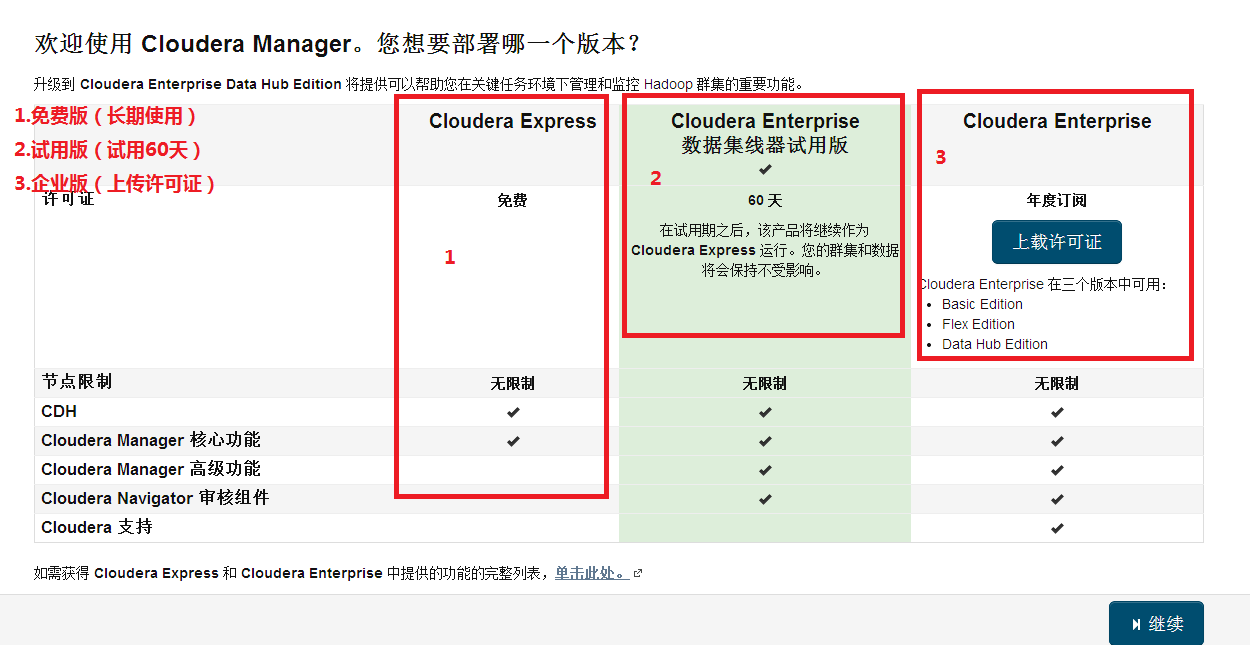 欢迎使用 Cloudera Manager。您想要部署哪一个版本？
升级到 Cloudera Enterprise Data Hub Edition 将提供可以帮助您在关键任务环境下管理和监控 Hadoop 群集的重要功能。
1.免费版（长期使用）
2.试用版（试用60天）
3.企业版（上传许可证）
Cloudera Express
Cloudera Enterprise
数据集线器试用版
2
Cloudera Enterprise
3
许可证
免费
1
60 天
在试用期之后，该产品将继续作为
Cloudera Express 运行。您的群集和数据
将会保持不受影响。
年度订阅
上载许可证
Cloudera Enterprise 在三个版本中可用：
Basic Edition
Flex Edition
Data Hub Edition
节点限制 无限制 无限制 无限制
CDH
Cloudera Manager 核心功能
Cloudera Manager 高级功能
Cloudera Navigator 审核组件
Cloudera 支持
如需获得 Cloudera Express 和 Cloudera Enterprise 中提供的功能的完整列表，单击此处。
继续